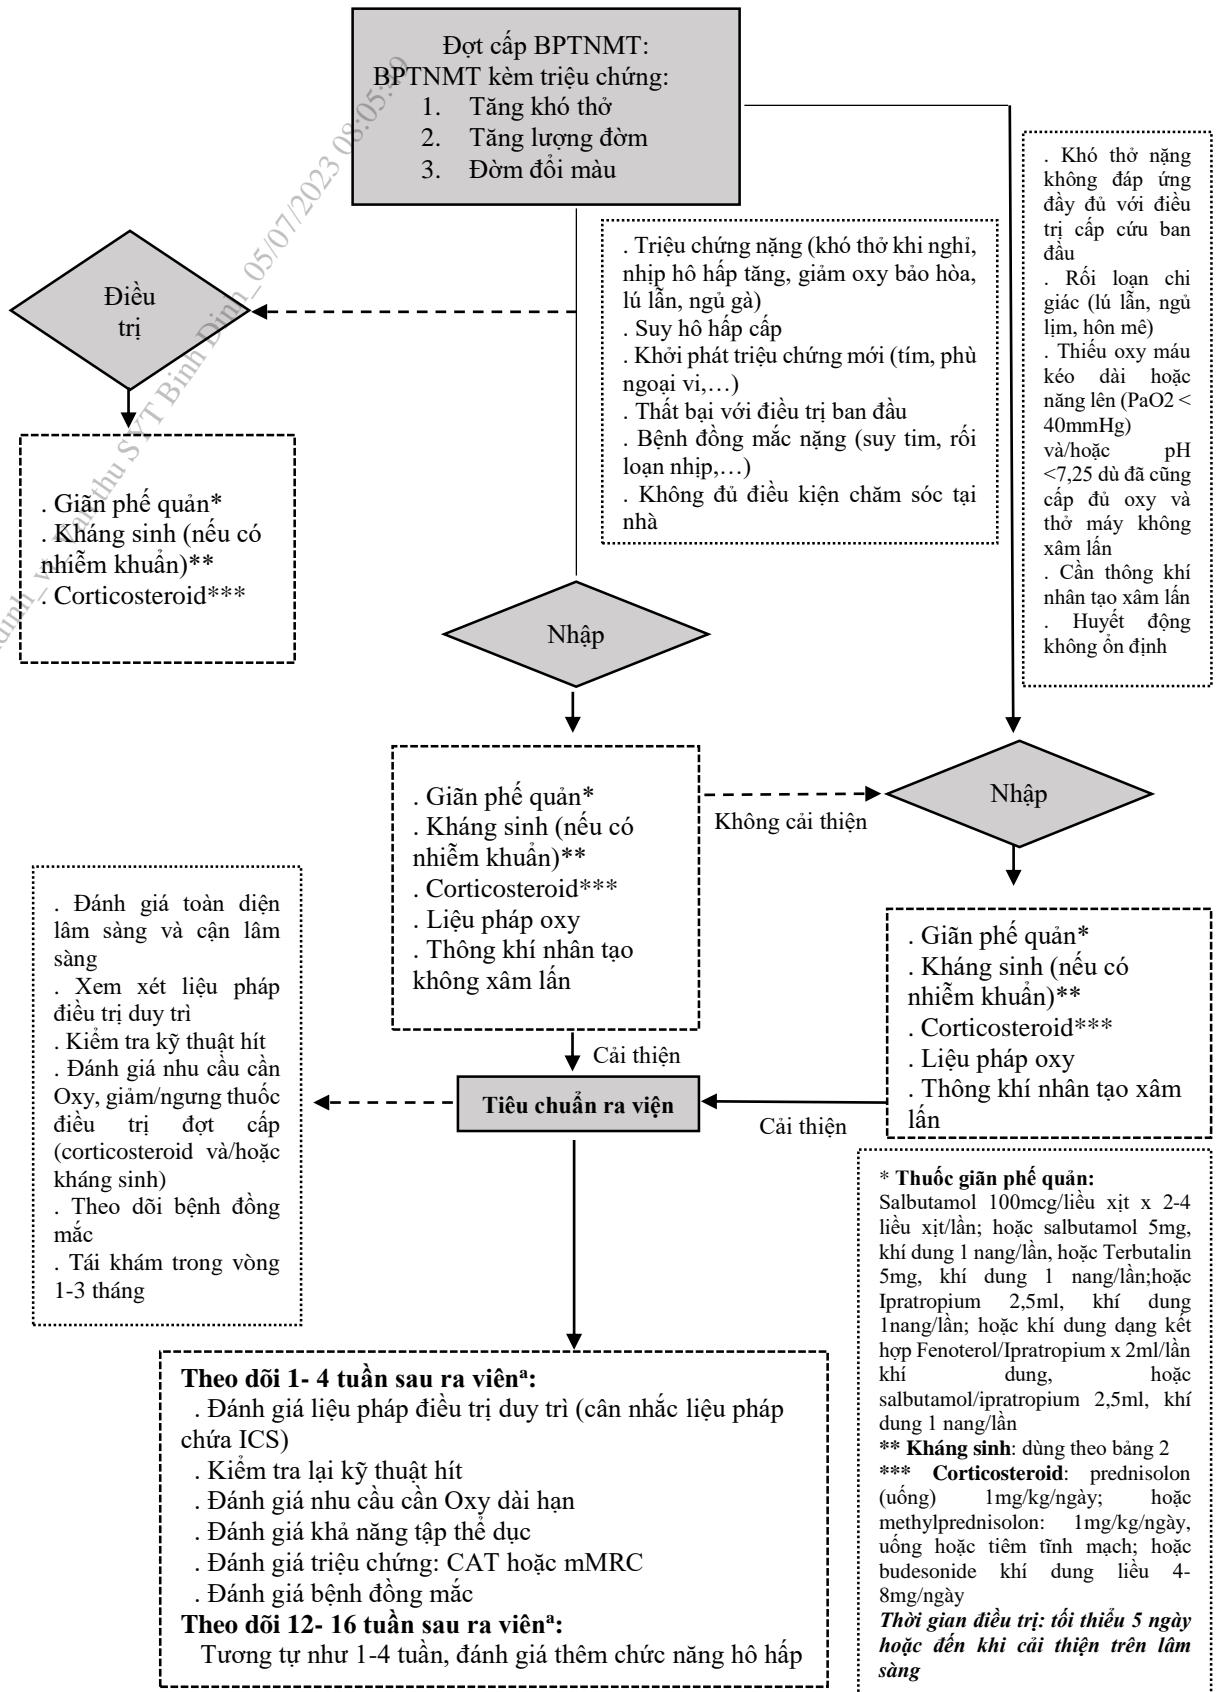 Đợt cấp BPTNMT:
BPTNMT kèm triệu chứng:
1. Tăng khó thở
2. Tăng lượng đờm
3. Đờm đổi màu
. Khó thở nặng
không đáp ứng
đầy đủ với điều
trị cấp cứu ban
đầu
. Rối loạn chi
giác (lú lẫn, ngủ
lịm, hôn mê)
. Thiếu oxy máu
kéo dài hoặc
năng lên (PaO2 <
40mmHg)
và/hoặc pH
<7,25 dù đã cũng
cấp đủ oxy và
thở máy không
xâm lấn
. Cần thông khí
nhân tạo xâm lấn
. Huyết động
không ổn định
. Triệu chứng nặng (khó thở khi nghỉ,
nhịp hô hấp tăng, giảm oxy bảo hòa,
lú lẫn, ngủ gà)
. Suy hô hấp cấp
. Khởi phát triệu chứng mới (tím, phù
ngoại vi,…)
. Thất bại với điều trị ban đầu
. Bệnh đồng mắc nặng (suy tim, rối
loạn nhịp,…)
. Không đủ điều kiện chăm sóc tại
nhà
Điều
trị
. Giãn phế quản*
. Kháng sinh (nếu có
nhiễm khuẩn)**
. Corticosteroid***
Nhập
. Giãn phế quản*
. Kháng sinh (nếu có
nhiễm khuẩn)**
. Corticosteroid***
. Liệu pháp oxy
. Thông khí nhân tạo
không xâm lấn
Không cải thiện
Nhập
. Giãn phế quản*
. Kháng sinh (nếu có
nhiễm khuẩn)**
. Corticosteroid***
. Liệu pháp oxy
. Thông khí nhân tạo xâm
lấn
Cải thiện
Cải thiện
Tiêu chuẩn ra viện
. Đánh giá toàn diện
lâm sàng và cận lâm
sàng
. Xem xét liệu pháp
điều trị duy trì
. Kiểm tra kỹ thuật hít
. Đánh giá nhu cầu cần
Oxy, giảm/ngưng thuốc
điều trị đợt cấp
(corticosteroid và/hoặc
kháng sinh)
. Theo dõi bệnh đồng
mắc
. Tái khám trong vòng
1-3 tháng
Theo dõi 1- 4 tuần sau ra viênª:
. Đánh giá liệu pháp điều trị duy trì (cân nhắc liệu pháp
chứa ICS)
. Kiểm tra lại kỹ thuật hít
. Đánh giá nhu cầu cần Oxy dài hạn
. Đánh giá khả năng tập thể dục
. Đánh giá triệu chứng: CAT hoặc mMRC
. Đánh giá bệnh đồng mắc
Theo dõi 12- 16 tuần sau ra viênª:
Tương tự như 1-4 tuần, đánh giá thêm chức năng hô hấp
* Thuốc giãn phế quản:
Salbutamol 100mcg/liều xịt x 2-4
liều xịt/lần; hoặc salbutamol 5mg,
khí dung 1 nang/lần, hoặc Terbutalin
5mg, khí dung 1 nang/lần;hoặc
Ipratropium 2,5ml, khí dung
1nang/lần; hoặc khí dung dạng kết
hợp Fenoterol/Ipratropium x 2ml/lần
khí dung, hoặc
salbutamol/ipratropium 2,5ml, khí
dung 1 nang/lần
** Kháng sinh: dùng theo bảng 2
*** Corticosteroid: prednisolon
(uống) 1mg/kg/ngày; hoặc
methylprednisolon: 1mg/kg/ngày,
uống hoặc tiêm tĩnh mạch; hoặc
budesonide khí dung liều 4-
8mg/ngày
Thời gian điều trị: tối thiểu 5 ngày
hoặc đến khi cải thiện trên lâm
sàng
thu SYT Binh Dinh_05/07/2023 08:05: